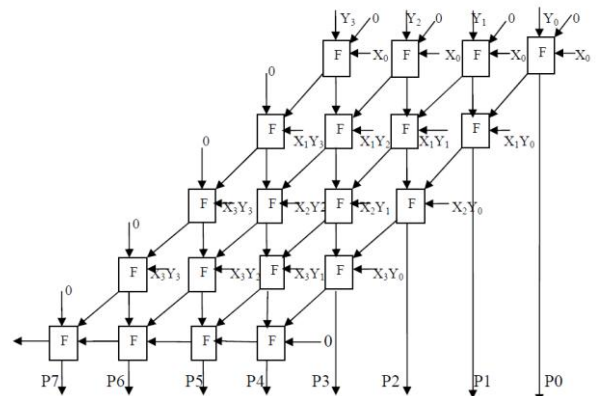 Y3 0 Y2 0 Y1 0 Y0 0
F X0 F X0 F X0 F X0
0
F X1Y3 F X1Y2 F X1Y1 F X1Y0
0
F X3Y3 F X2Y2 F X2Y1 F X2Y0
0
F X3Y3 F X3Y2 F X3Y1 F X3Y0
0
F F F F 0
P7 P6 P5 P4 P3 P2 P1 P0